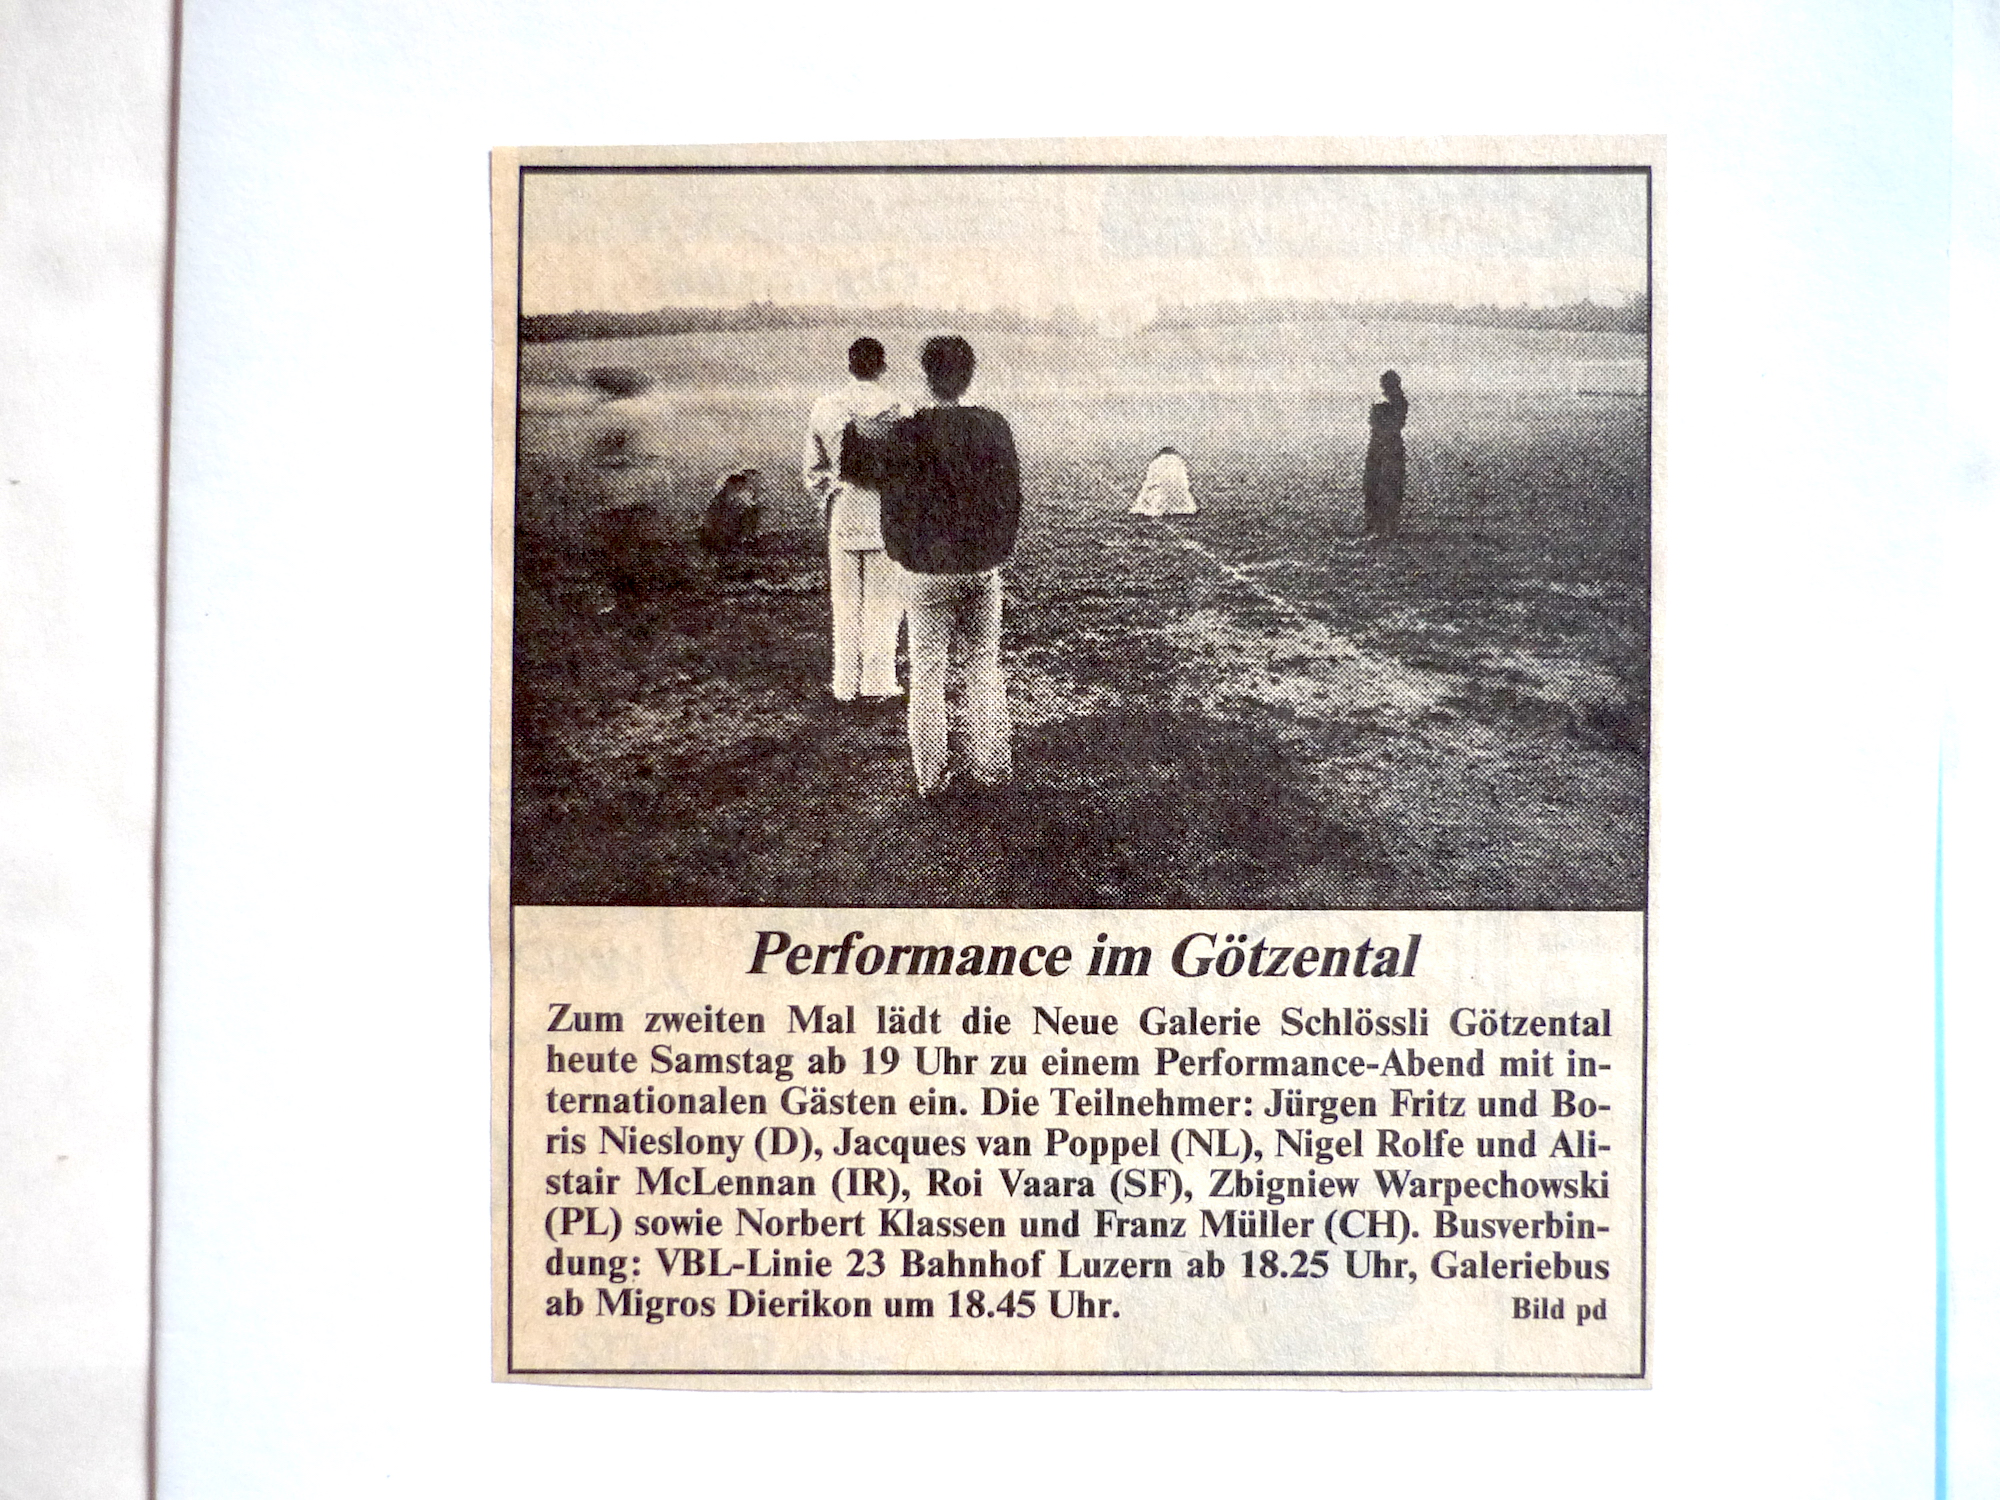 Performance im Götzental
Zum zweiten Mal lädt die Neue Galerie Schlössli Götzental
heute Samstag ab 19 Uhr zu einem Performance-Abend mit in-
ternationalen Gästen ein. Die Teilnehmer: Jürgen Fritz und Bo-
ris Nieslony (D), Jacques van Poppel (NL), Nigel Rolfe und Ali-
stair McLennan (IR), Roi Vaara (SF), Zbigniew Warpechowski
(PL) sowie Norbert Klassen und Franz Müller (CH). Busverbin-
dung: VBL-Linie 23 Bahnhof Luzern ab 18.25 Uhr, Galeriebus
ab Migros Dierikon um 18.45 Uhr. Bild pd